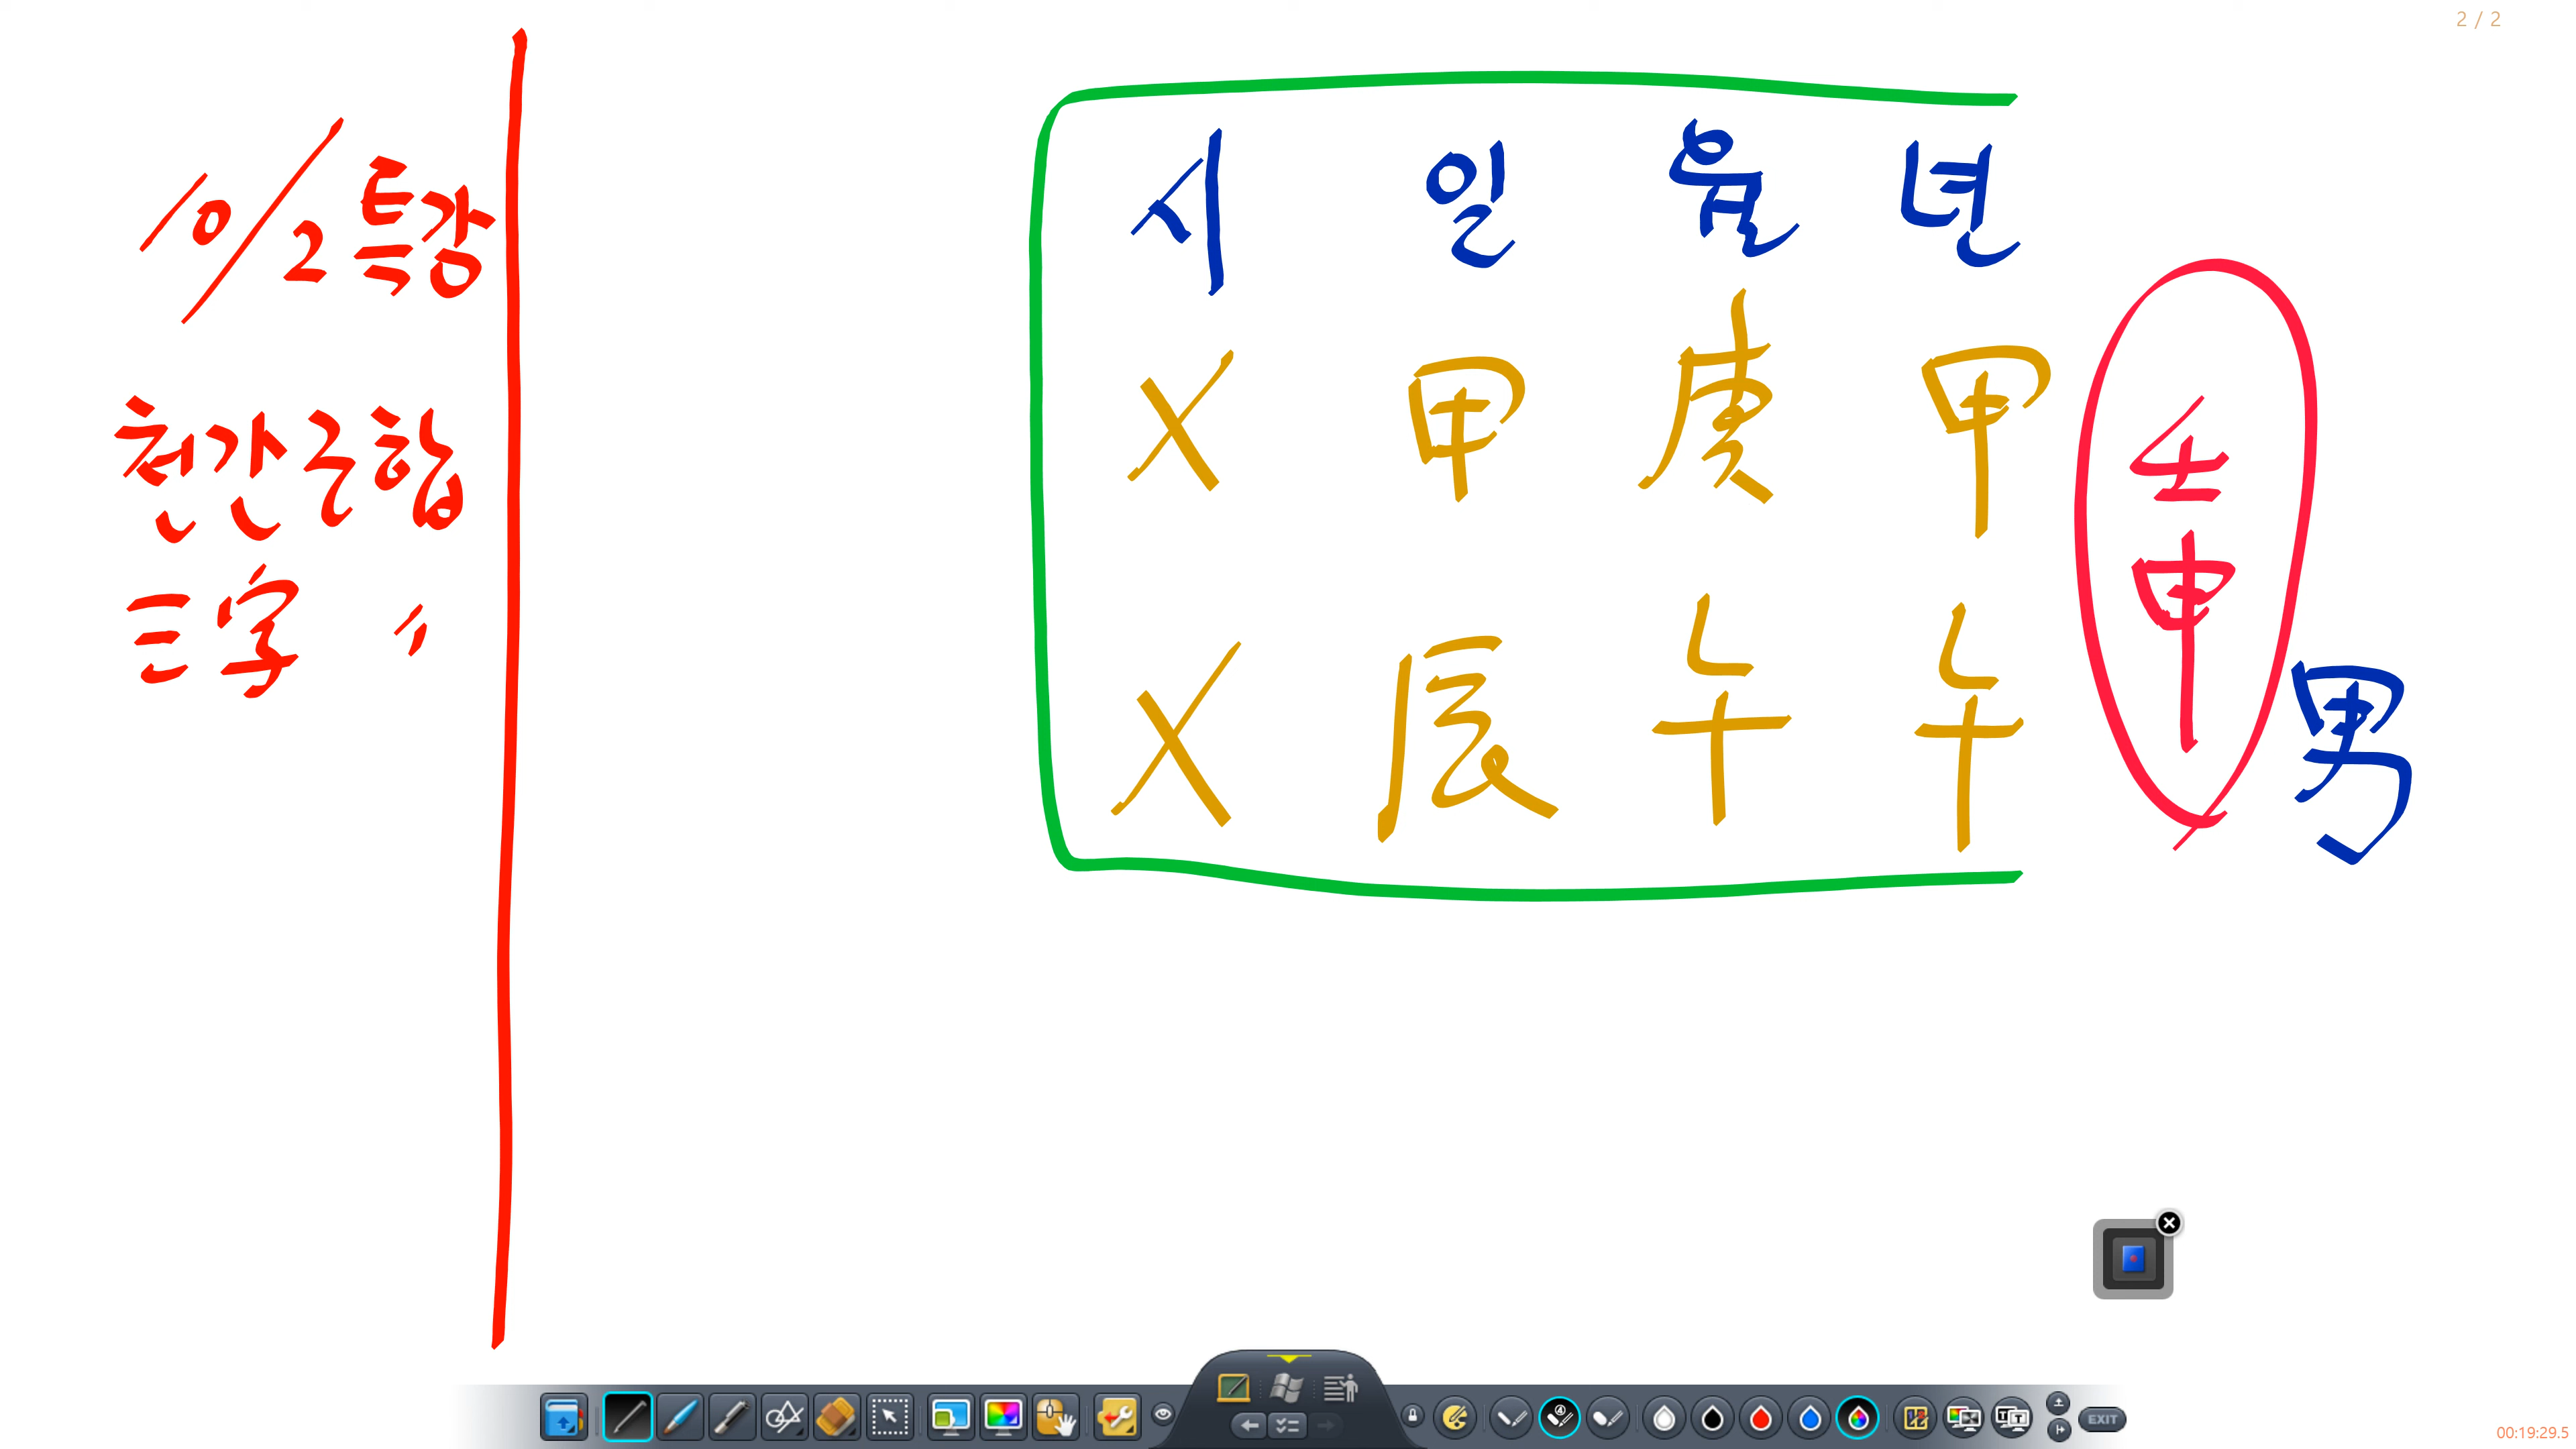 2 / 2
10/2 특강
천간궁합
三字 〃
시 일 월 년
X 甲 庚 甲
X 辰 午 午
壬申
男
EXIT
00:19:29.5